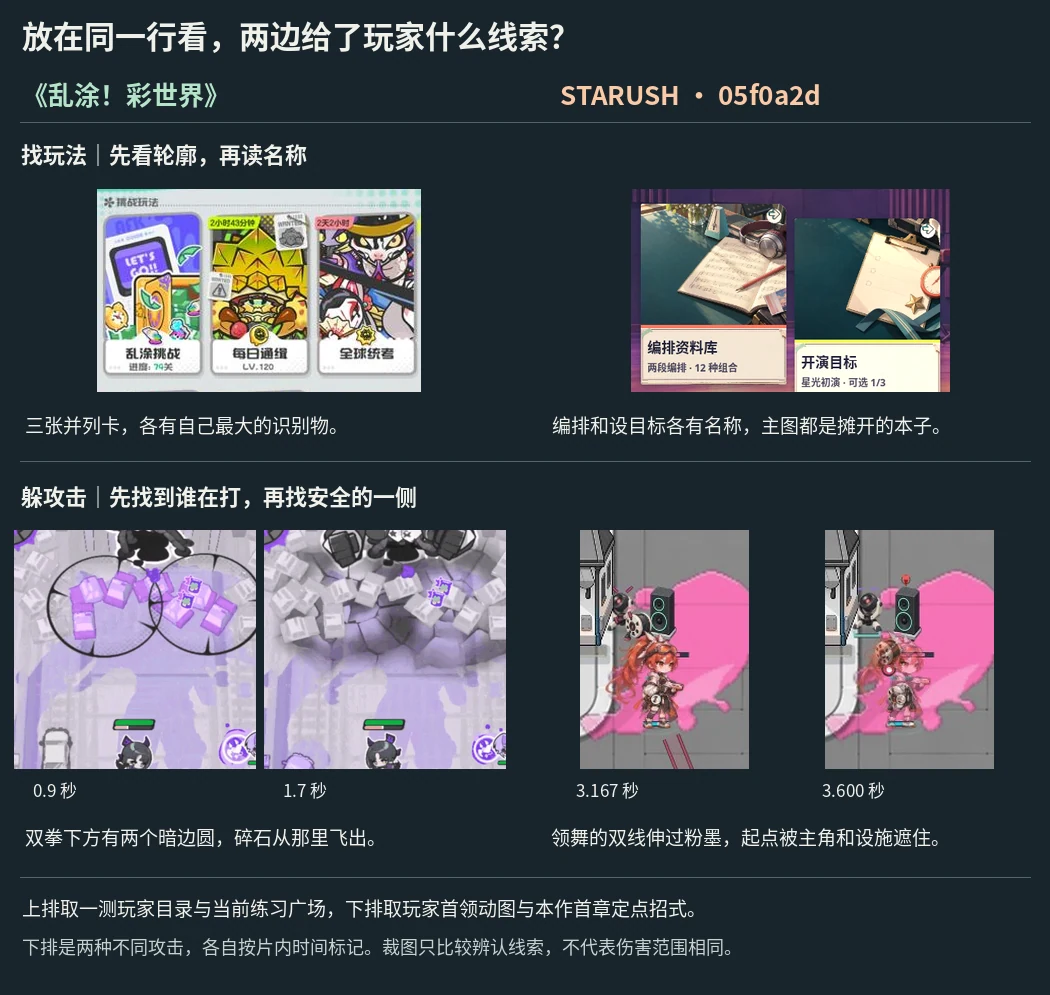 放在同一行看，两边给了玩家什么线索？
《乱涂！彩世界》
STARUSH · 05f0a2d
找玩法｜先看轮廓，再读名称
挑战玩法
LET'S GO!!
乱涂挑战
进度：79关
2小时43分钟
WANTED
每日通缉
LV.120
2天2小时
全球统考
编排资料库
两段编排 · 12 种组合
开演目标
星光初演 · 可选 1/3
三张并列卡，各有自己最大的识别物。
编排和设目标各有名称，主图都是摊开的本子。
躲攻击｜先找到谁在打，再找安全的一侧
0.9 秒
1.7 秒
3.167 秒
3.600 秒
双拳下方有两个暗边圆，碎石从那里飞出。
领舞的双线伸过粉墨，起点被主角和设施遮住。
上排取一测玩家目录与当前练习广场，下排取玩家首领动图与本作首章定点招式。
下排是两种不同攻击，各自按片内时间标记。裁图只比较辨认线索，不代表伤害范围相同。